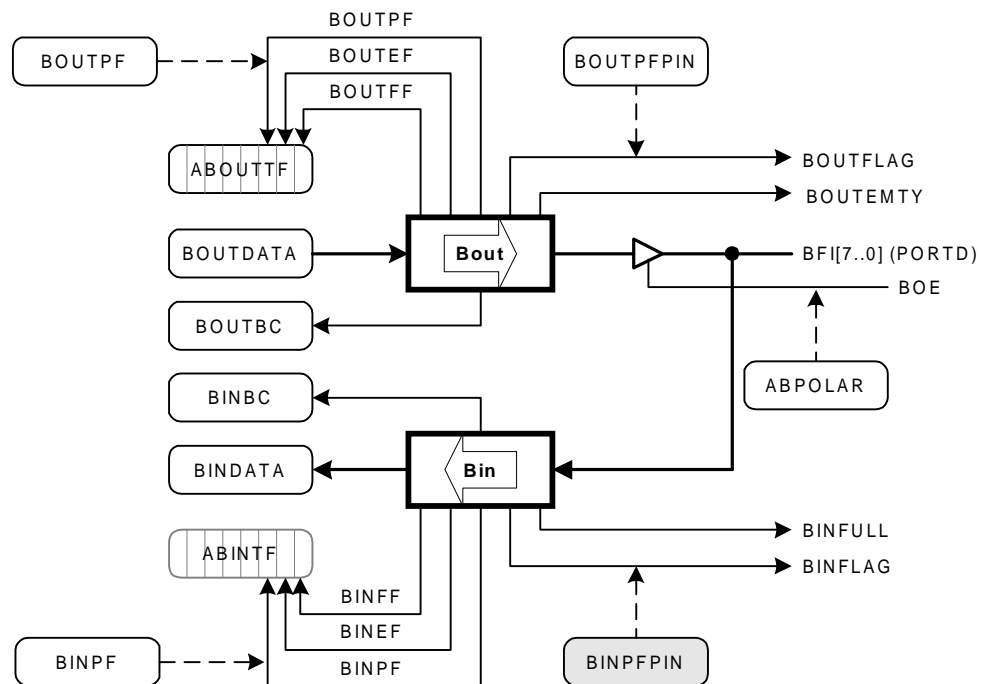 BOUTPF
BOUTPF
BOUTEF
BOUTFF
BOUTPFPIN
ABOUTTF
BOUTFLAG
BOUTEMTY
BOUTDATA
Bout
BFI[7..0] (PORTD)
BOE
BOUTBC
ABPOLAR
BINBC
BINDATA
Bin
BINFULL
ABINTF
BINFLAG
BINFF
BINEF
BINPF
BINPF
BINPFPIN